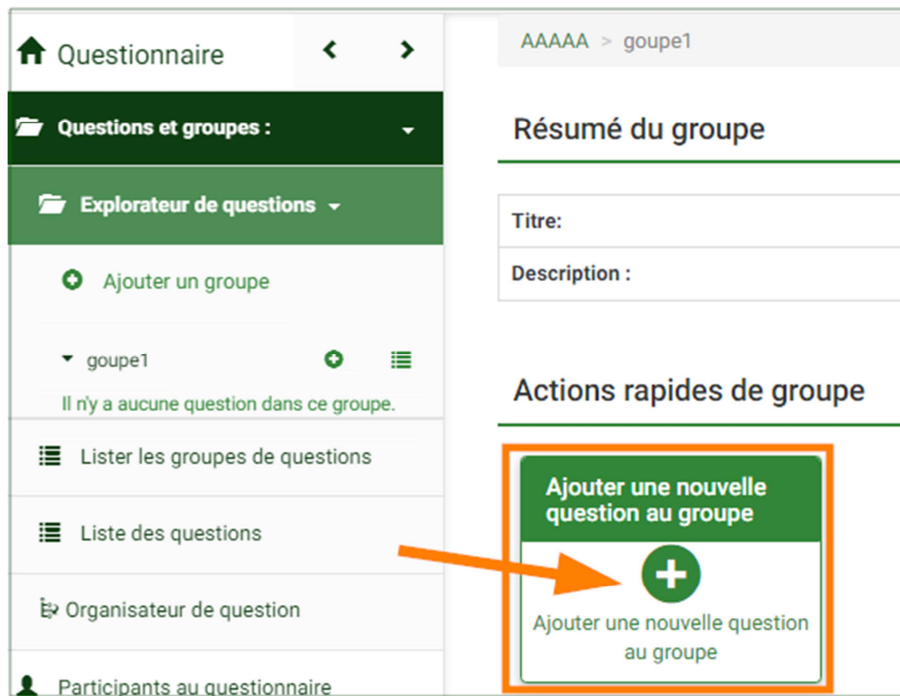 Questionnaire
Questions et groupes :
Explorateur de questions
Ajouter un groupe
goupe1
Il n'y a aucune question dans ce groupe.
Lister les groupes de questions
Liste des questions
Organisateur de question
Participants au questionnaire
AAAAA > goupe1
Résumé du groupe
Titre:
Description :
Actions rapides de groupe
Ajouter une nouvelle
question au groupe
Ajouter une nouvelle question
au groupe